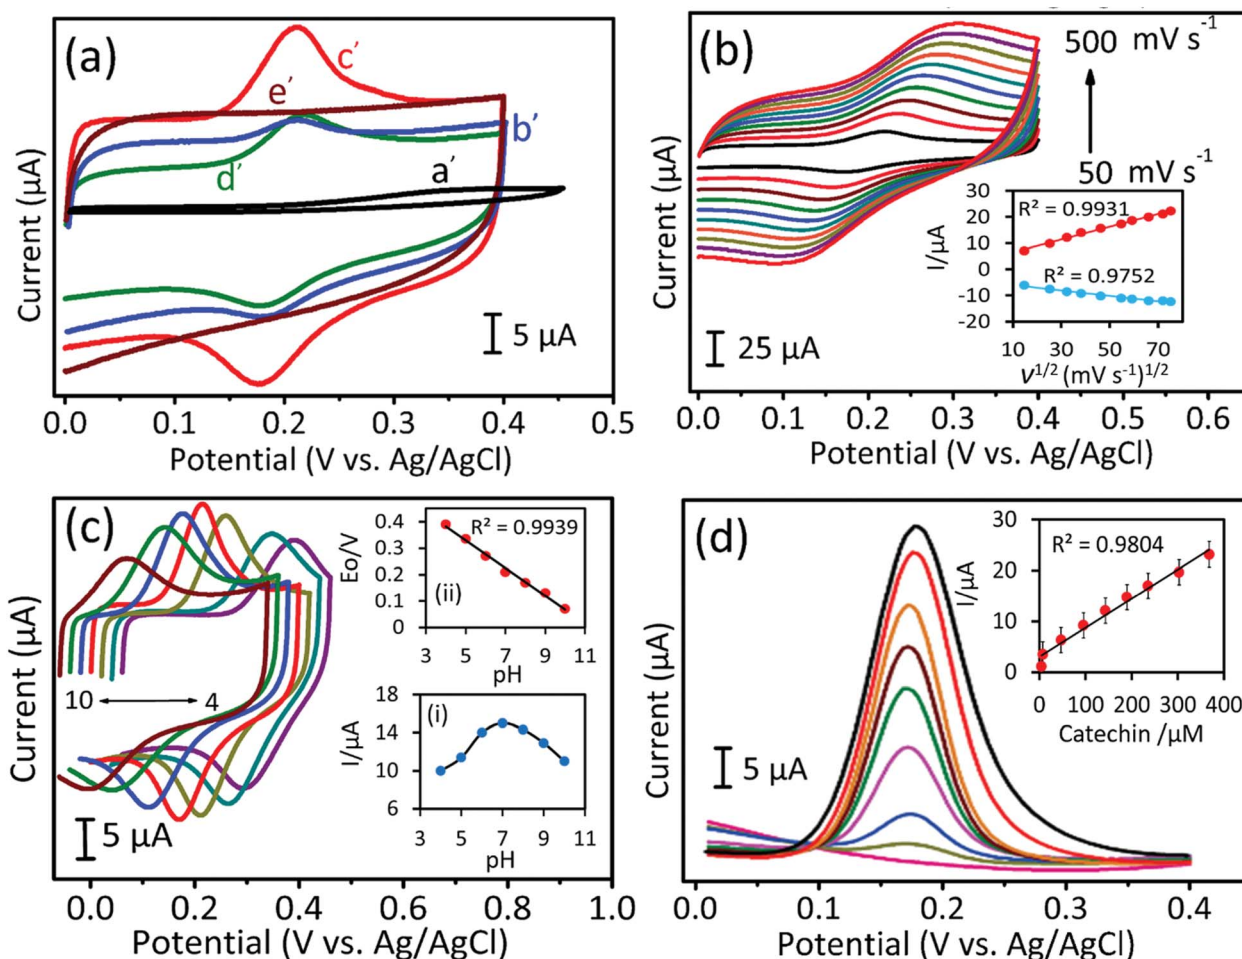 (a)
c′
e′
b′
d′
a′
5 μA
Current (μA)
0.0 0.1 0.2 0.3 0.4 0.5
Potential (V vs. Ag/AgCl)
(b)
500 mV s⁻¹
50 mV s⁻¹
25 μA
Current (μA)
0.0 0.1 0.2 0.3 0.4 0.5 0.6
Potential (V vs. Ag/AgCl)
30
20
10
0
-10
-20
I/μA
R² = 0.9931
R² = 0.9752
10 30 50 70
v¹/² (mV s⁻¹)¹/²
(c)
10 4
5 μA
Current (μA)
0.0 0.2 0.4 0.6 0.8 1.0
Potential (V vs. Ag/AgCl)
0.4
0.3
0.2
0.1
0
Eo/V
R² = 0.9939
(ii)
3 5 7 9 11
pH
18
14
10
6
I/μA
(i)
3 5 7 9 11
pH
(d)
5 μA
Current (μA)
0.0 0.1 0.2 0.3 0.4
Potential (V vs. Ag/AgCl)
30
20
10
0
I/μA
R² = 0.9804
0 100 200 300 400
Catechin /μM